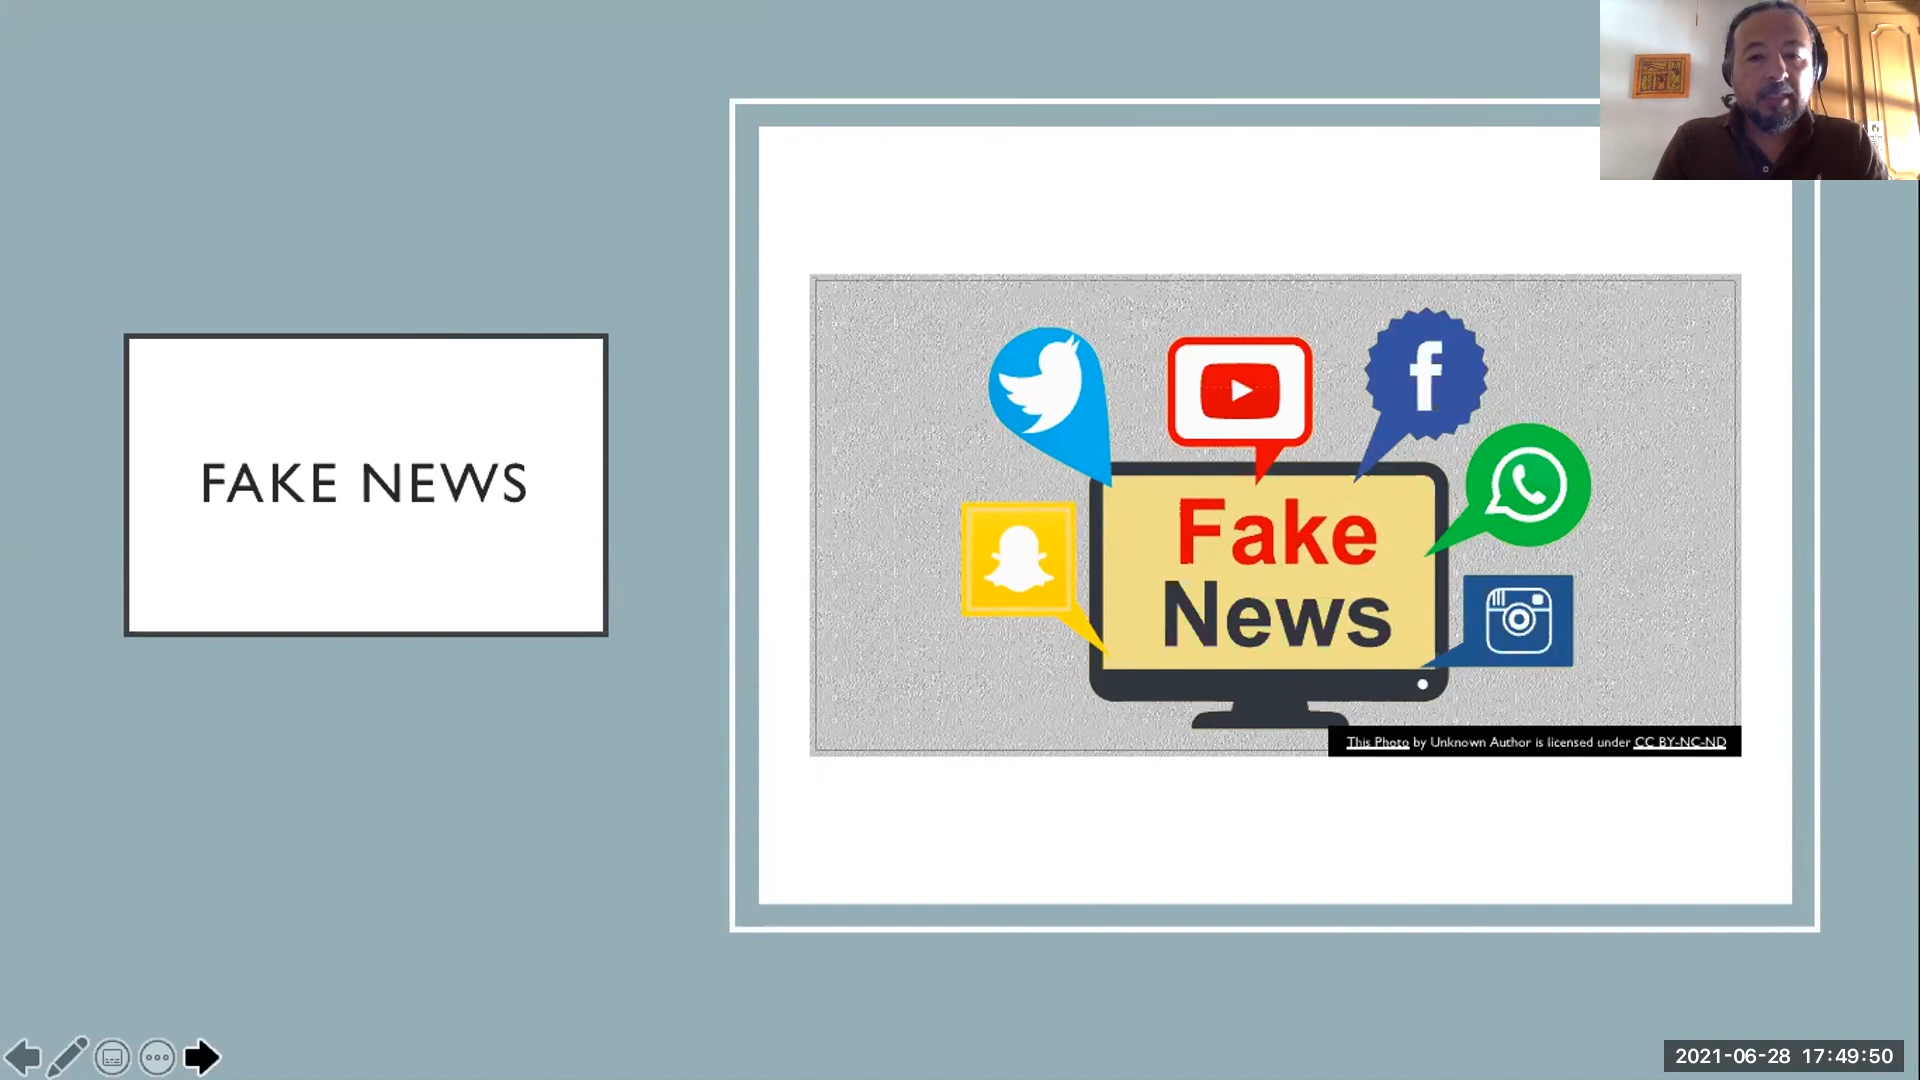 FAKE NEWS
Fake
News
This Photo by Unknown Author is licensed under CC BY-NC-ND
2021-06-28 17:49:50